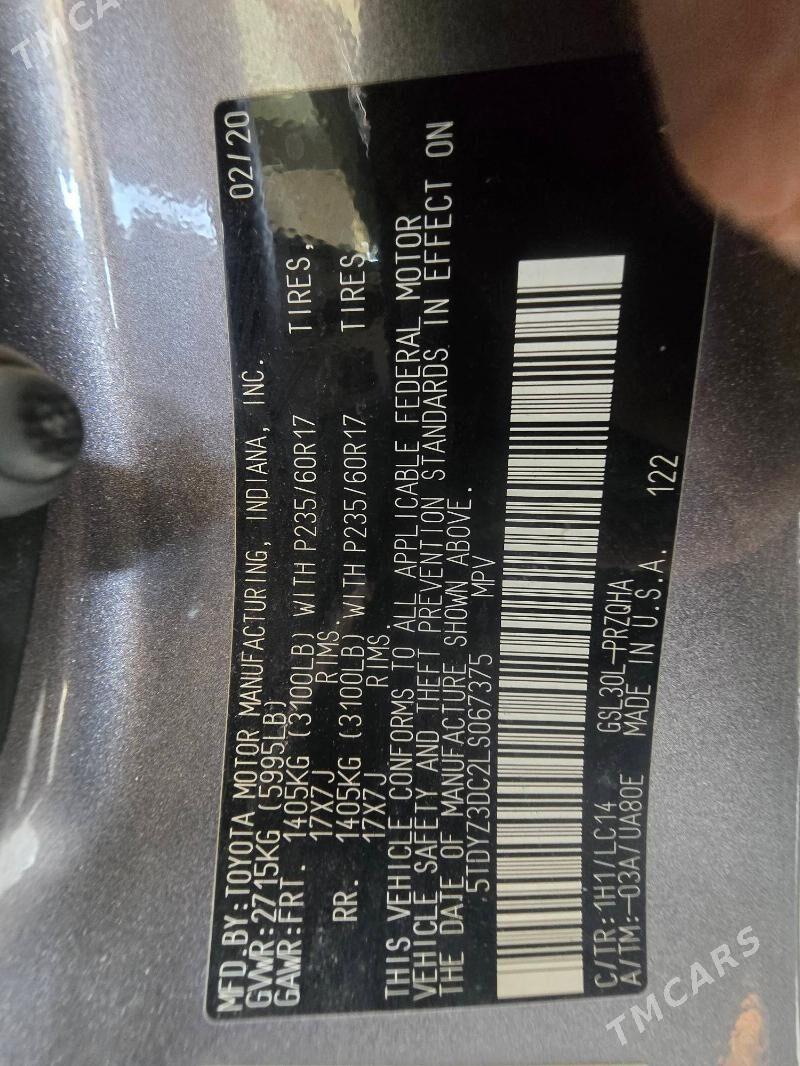 MFD.BY:TOYOTA MOTOR MANUFACTURING, INDIANA, INC. 02/20
GVWR:2715KG (5995LB)
GAWR:FRT. 1405KG (3100LB) WITH P235/60R17 TIRES,
17X7J RIMS.
RR. 1405KG (3100LB) WITH P235/60R17 TIRES,
17X7J RIMS.
THIS VEHICLE CONFORMS TO ALL APPLICABLE FEDERAL MOTOR
VEHICLE SAFETY AND THEFT PREVENTION STANDARDS IN EFFECT ON
THE DATE OF MANUFACTURE SHOWN ABOVE.
5TDYZ3DC2LS067375 MPV
C/TR:1H1/LC14 GSL30L-PRZQHA
A/TM:-03A/UA80E MADE IN U.S.A. 122
TMCARS
TMCARS